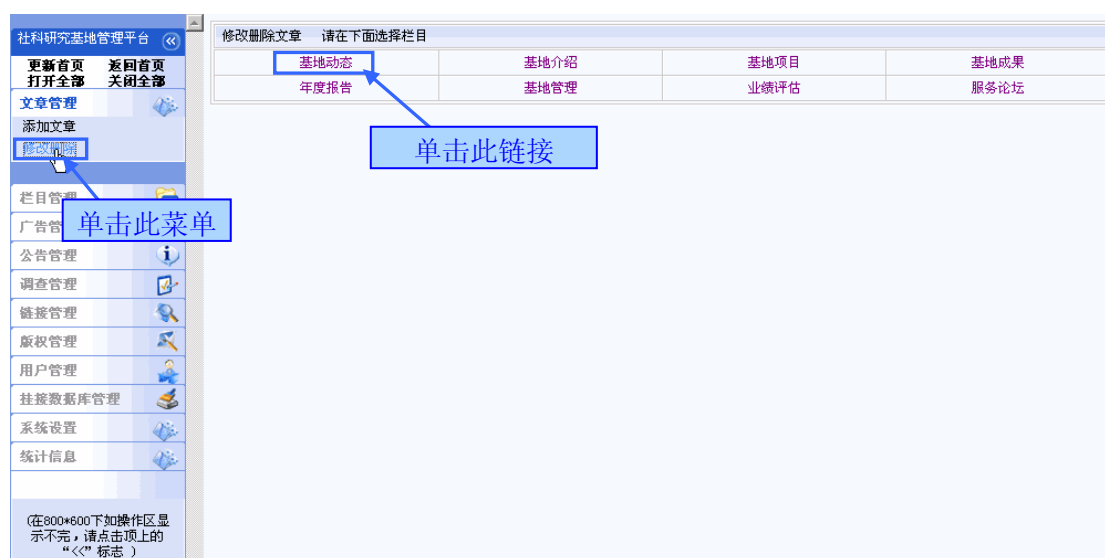 社科研究基地管理平台
更新首页 返回首页
打开全部 关闭全部
文章管理
添加文章
修改删除
栏目管理
单击此菜单
广告管
公告管理
调查管理
链接管理
版权管理
用户管理
挂接数据库管理
系统设置
统计信息
(在800*600下如操作区显
示不完，请点击顶上的
“<<”标志 )
修改删除文章 请在下面选择栏目
基地动态 基地介绍 基地项目 基地成果
年度报告 基地管理 业绩评估 服务论坛
单击此链接